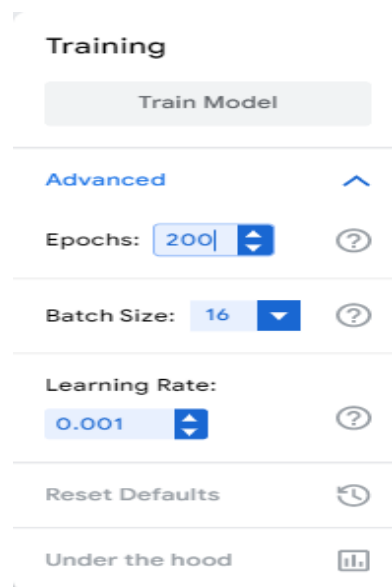 Training
Train Model
Advanced
Epochs: 200
Batch Size: 16
Learning Rate:
0.001
Reset Defaults
Under the hood